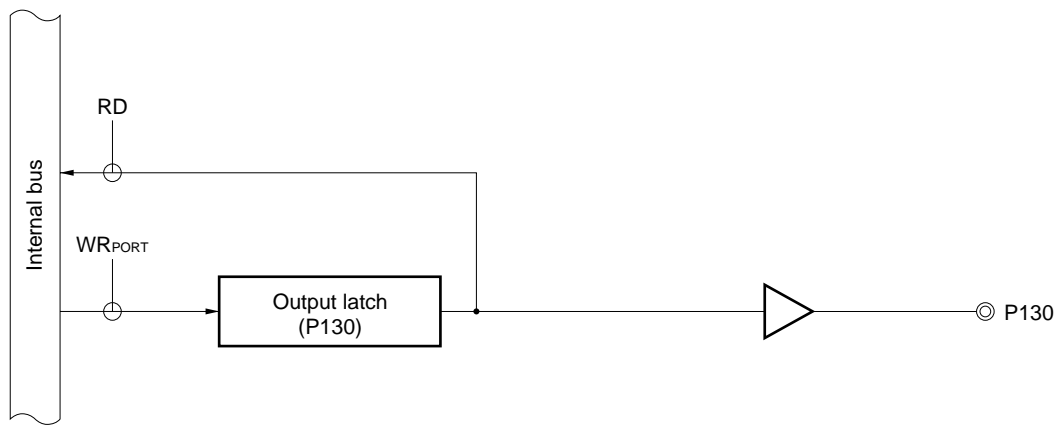 RD
Internal bus
WRPORT
Output latch
(P130)
P130